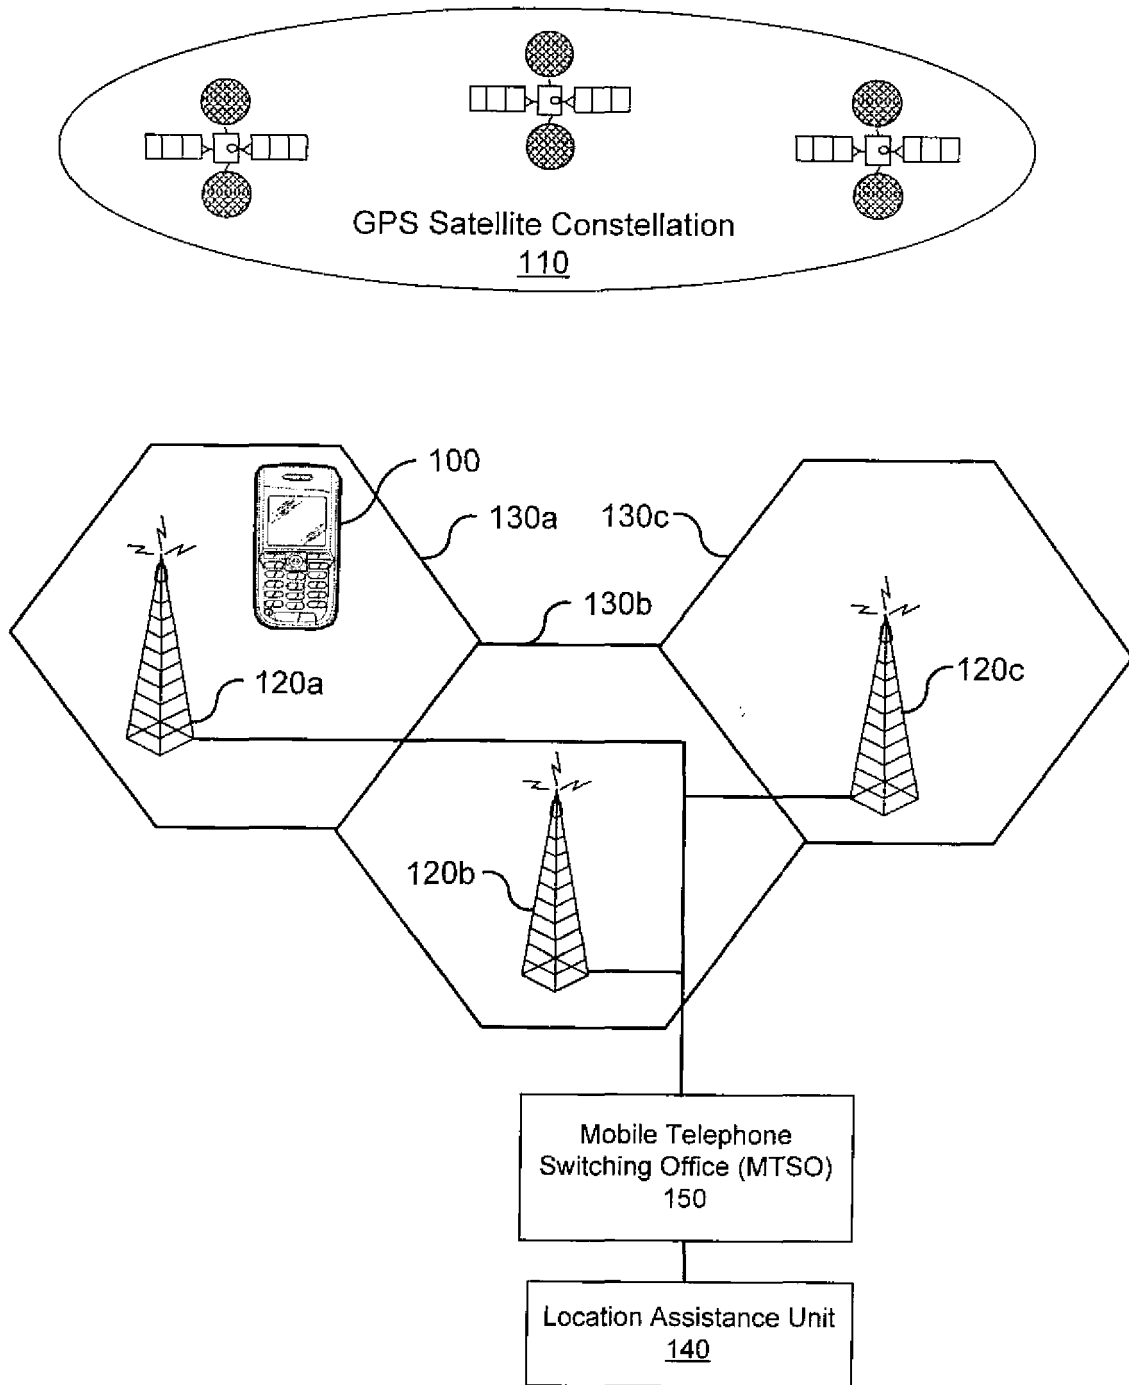 GPS Satellite Constellation
110
100
130a
130c
130b
120a
120c
120b
Mobile Telephone
Switching Office (MTSO)
150
Location Assistance Unit
140